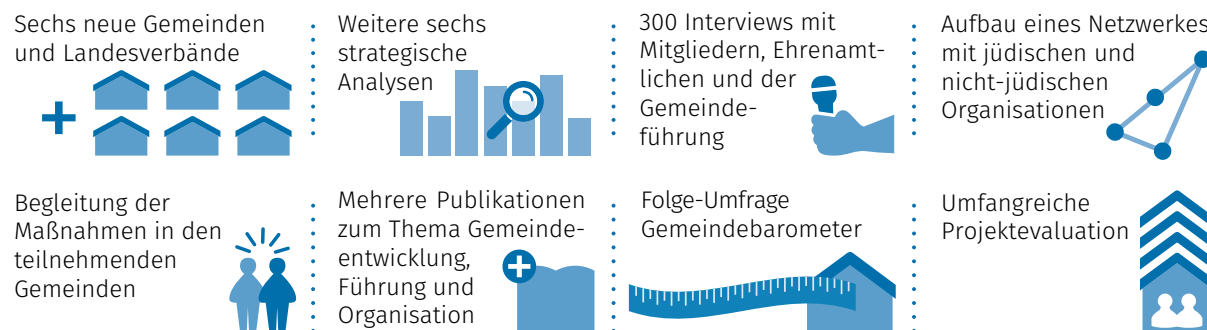 Sechs neue Gemeinden
und Landesverbände
Weitere sechs
strategische
Analysen
300 Interviews mit
Mitgliedern, Ehrenamt-
lichen und der
Gemeinde-
führung
Aufbau eines Netzwerkes
mit jüdischen und
nicht-jüdischen
Organisationen
Begleitung der
Maßnahmen in den
teilnehmenden
Gemeinden
Mehrere Publikationen
zum Thema Gemeinde-
entwicklung,
Führung und
Organisation
Folge-Umfrage
Gemeindebarometer
Umfangreiche
Projektevaluation